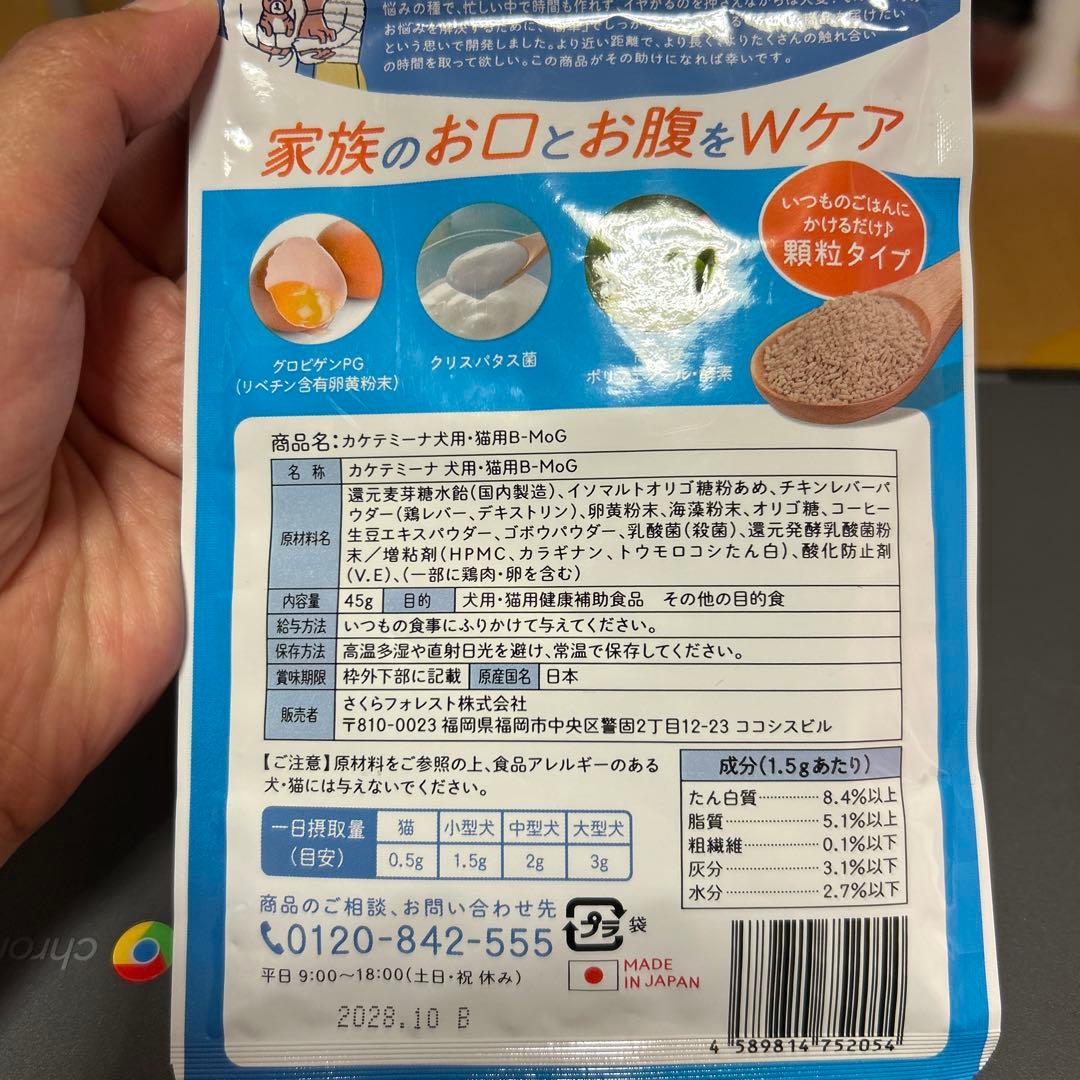 悩みの種で、忙しい中で時間も作れず、イヤがるのを押さえながらは大変
お悩みを解決するために、「簡単」でしっか
届けたい
という思いで開発しました。より近い距離で、より長く、よりたくさんの触れ合い
の時間を取って欲しい。この商品がその助けになれば幸いです。
家族のお口とお腹をWケア
いつものごはんに
かけるだけ♪
顆粒タイプ
グロビゲンPG
(リベチン含有卵黄粉末)
クリスパタス菌
ポリフェノール・酵素
商品名:カケテミーナ犬用・猫用B-MoG
名 称 カケテミーナ 犬用・猫用B-MoG
原材料名
還元麦芽糖水飴(国内製造)、イソマルトオリゴ糖粉あめ、チキンレバーパ
ウダー(鶏レバー、デキストリン)、卵黄粉末、海藻粉末、オリゴ糖、コーヒー
生豆エキスパウダー、ゴボウパウダー、乳酸菌(殺菌)、還元発酵乳酸菌粉
末/増粘剤(HPMC、カラギナン、トウモロコシたん白)、酸化防止剤
(V.E)、(一部に鶏肉・卵を含む)
内容量 45g 目的 犬用・猫用健康補助食品 その他の目的食
給与方法 いつもの食事にふりかけて与えてください。
保存方法 高温多湿や直射日光を避け、常温で保存してください。
賞味期限 枠外下部に記載 原産国名 日本
販売者
さくらフォレスト株式会社
〒810-0023 福岡県福岡市中央区警固2丁目12-23 ココシスビル
【ご注意】原材料をご参照の上、食品アレルギーのある
犬・猫には与えないでください。
一日摂取量(目安)
猫 小型犬 中型犬 大型犬
0.5g 1.5g 2g 3g
成分(1.5gあたり)
たん白質 8.4%以上
脂質 5.1%以上
粗繊維 0.1%以下
灰分 3.1%以下
水分 2.7%以下
商品のご相談、お問い合わせ先
0120-842-555
平日 9:00~18:00(土日・祝 休み)
プラ
袋
MADE
IN JAPAN
2028.10 B
4 589814 752054
chro